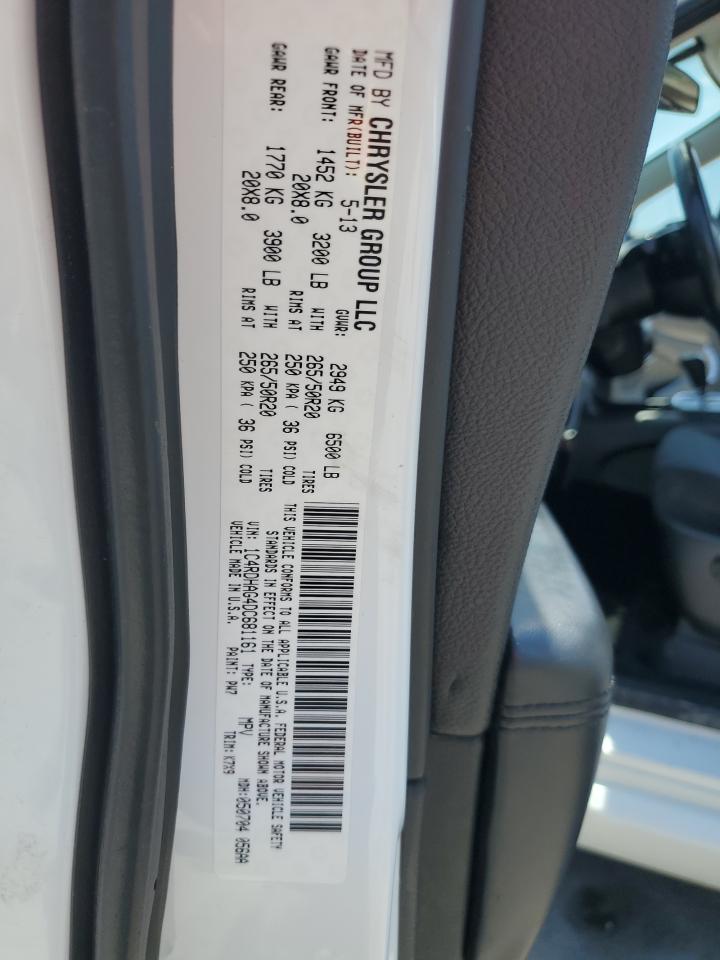 MFD BY CHRYSLER GROUP LLC
DATE OF MFR(BUILT): 5-13 GVWR: 2949 KG 6500 LB
GAWR FRONT: 1452 KG 3200 LB WITH 265/50R20 TIRES
20X8.0 RIMS AT 250 KPA ( 36 PSI) COLD
GAWR REAR: 1770 KG 3900 LB WITH 265/50R20 TIRES
20X8.0 RIMS AT 250 KPA ( 36 PSI) COLD
THIS VEHICLE CONFORMS TO ALL APPLICABLE U.S.A. FEDERAL MOTOR VEHICLE SAFETY
STANDARDS IN EFFECT ON THE DATE OF MANUFACTURE SHOWN ABOVE.
VIN: 1C4RDHAG4DC681161 TYPE: MPV MDH:050704 056AA
VEHICLE MADE IN U.S.A. PAINT: PW7 TRIM: K7X9